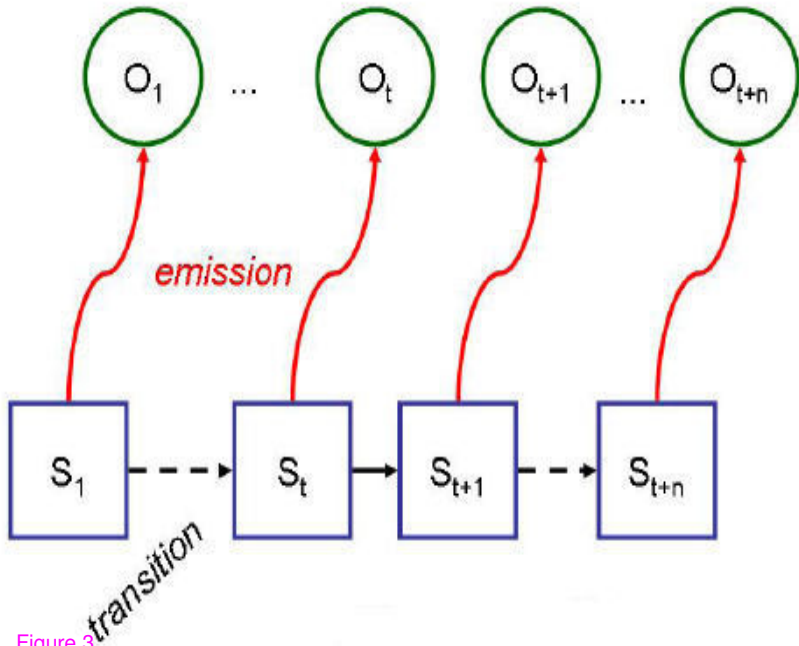 O₁ ... Oₜ Oₜ₊₁ ... Oₜ₊ₙ
emission
S₁ Sₜ Sₜ₊₁ Sₜ₊ₙ
transition
Figure 3